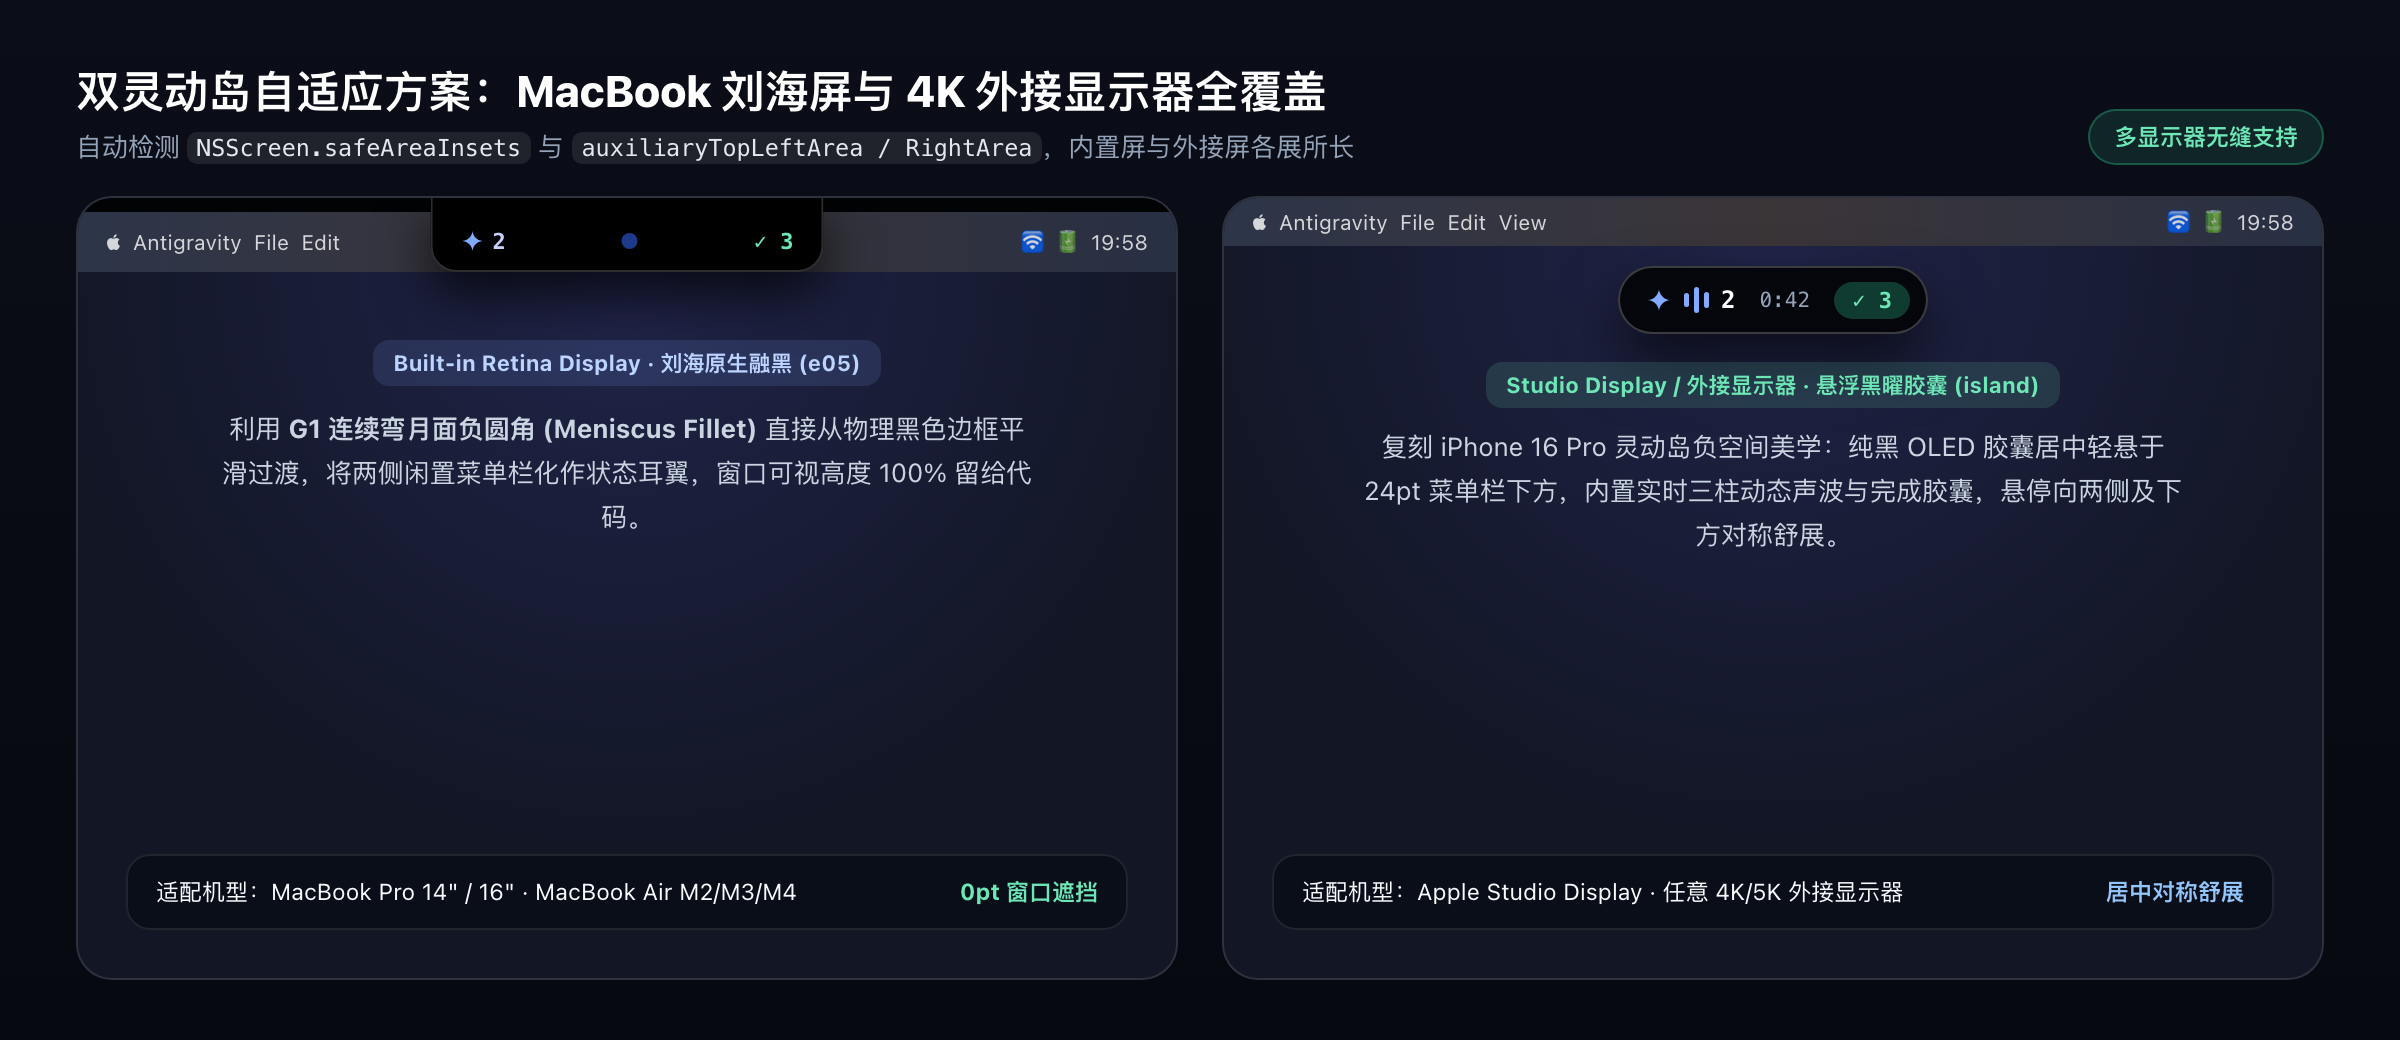 双灵动岛自适应方案：MacBook 刘海屏与 4K 外接显示器全覆盖
自动检测 NSScreen.safeAreaInsets 与 auxiliaryTopLeftArea / RightArea，内置屏与外接屏各展所长
多显示器无缝支持
Antigravity File Edit
✦ 2
✓ 3
19:58
Built-in Retina Display · 刘海原生融黑 (e05)
利用 G1 连续弯月面负圆角 (Meniscus Fillet) 直接从物理黑色边框平
滑过渡，将两侧闲置菜单栏化作状态耳翼，窗口可视高度 100% 留给代
码。
适配机型：MacBook Pro 14" / 16" · MacBook Air M2/M3/M4
0pt 窗口遮挡
Antigravity File Edit View
19:58
✦ 2 0:42 ✓ 3
Studio Display / 外接显示器 · 悬浮黑曜胶囊 (island)
复刻 iPhone 16 Pro 灵动岛负空间美学：纯黑 OLED 胶囊居中轻悬于
24pt 菜单栏下方，内置实时三柱动态声波与完成胶囊，悬停向两侧及下
方对称舒展。
适配机型：Apple Studio Display · 任意 4K/5K 外接显示器
居中对称舒展